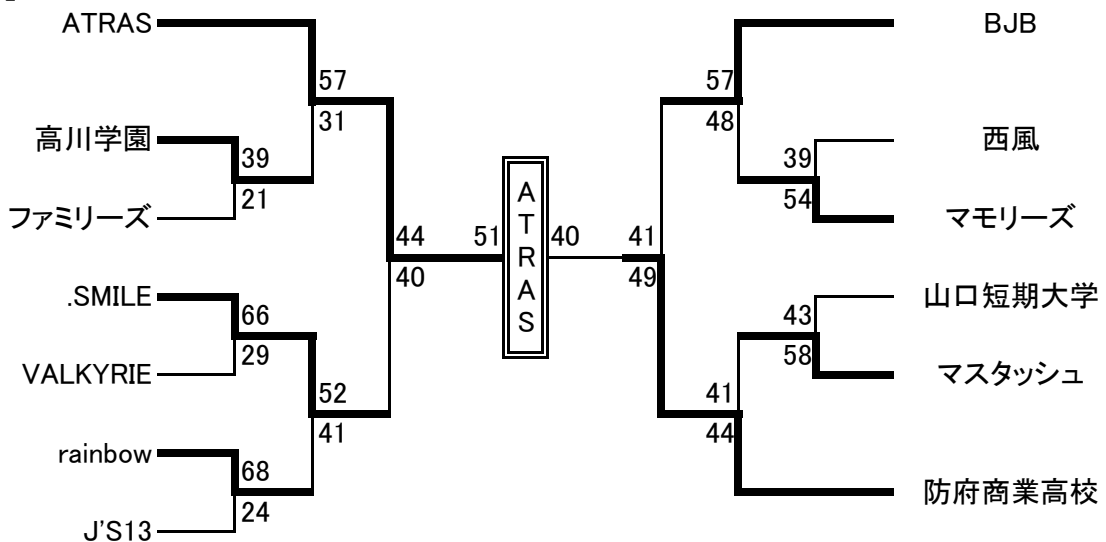 ATRAS
BJB
57
31
57
48
高川学園
39
21
西風
39
54
ファミリーズ
マモリーズ
44
40
51
ATRAS
40
41
49
.SMILE
66
29
山口短期大学
43
58
VALKYRIE
マスタッシュ
52
41
41
44
rainbow
68
24
防府商業高校
J'S13